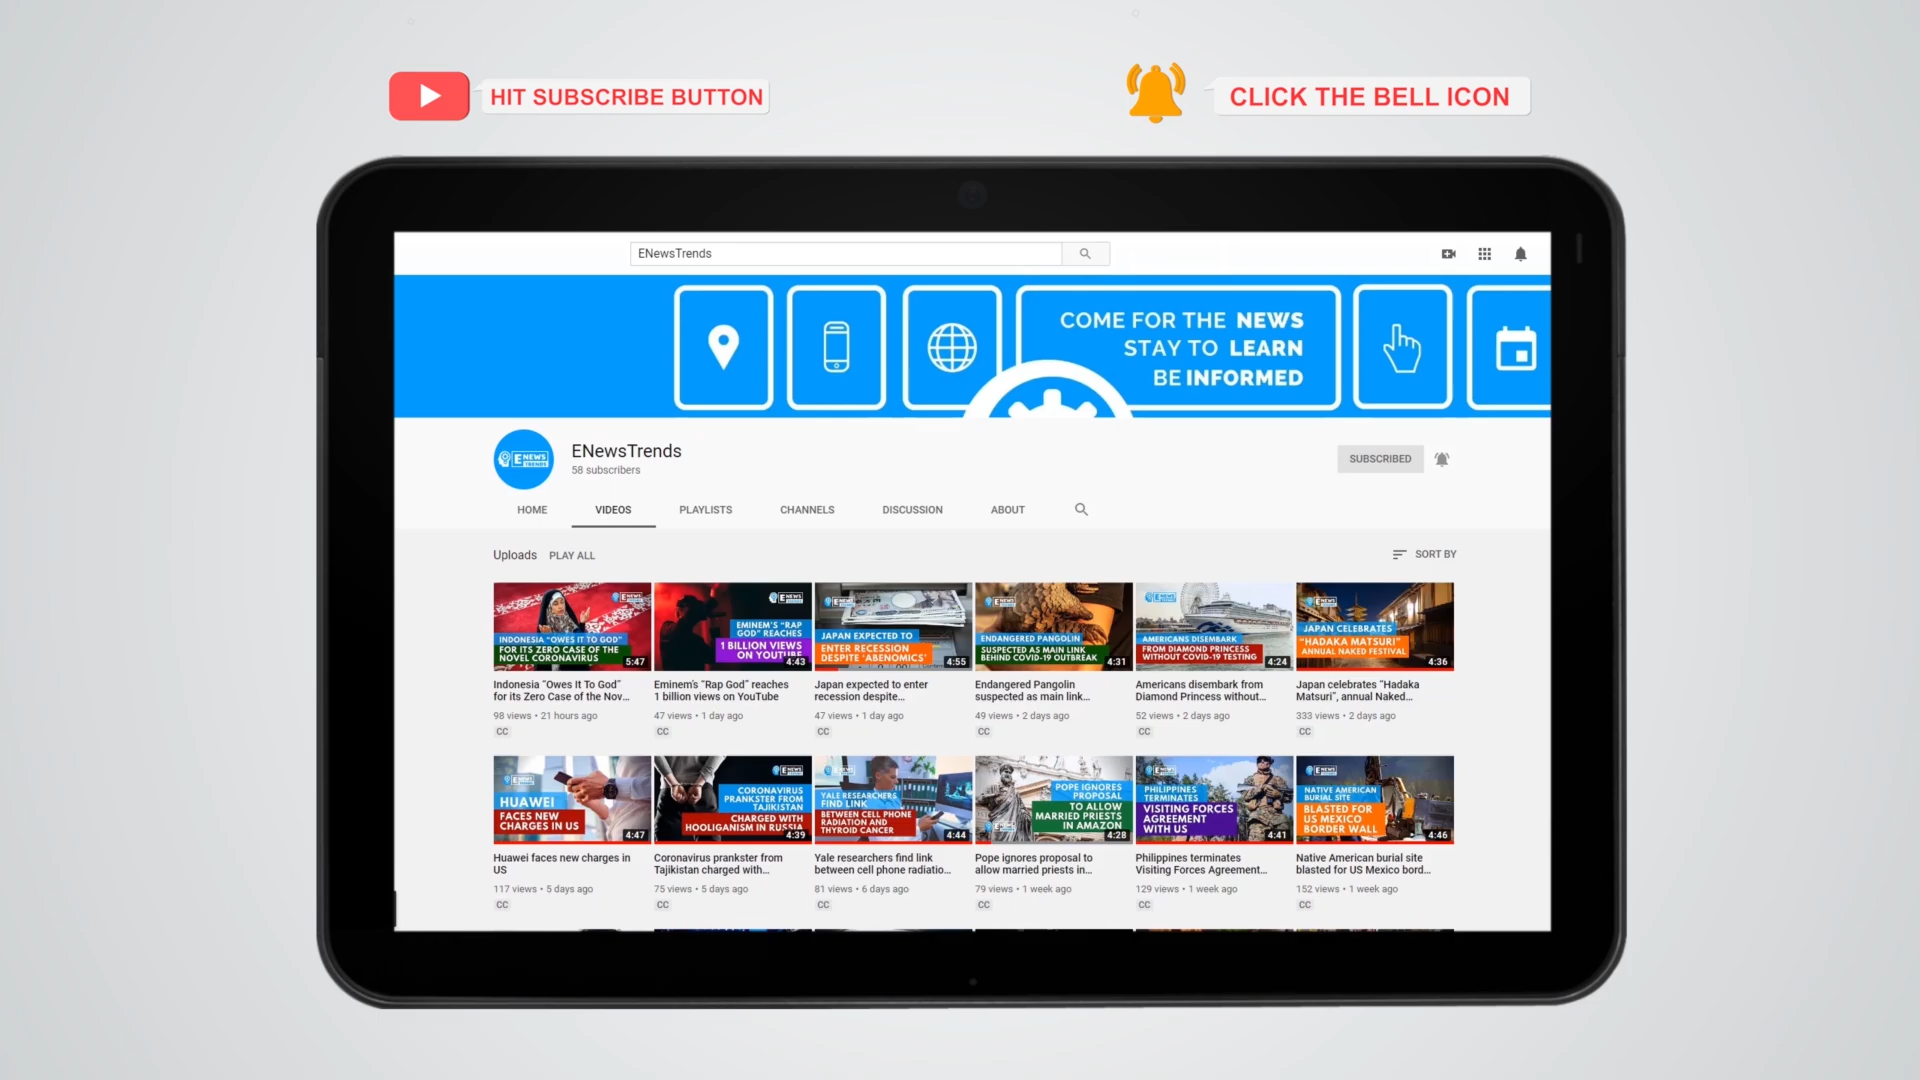 HIT SUBSCRIBE BUTTON
CLICK THE BELL ICON
ENewsTrends
COME FOR THE NEWS
STAY TO LEARN
BE INFORMED
E NEWS
TRENDS
ENewsTrends
58 subscribers
SUBSCRIBED
HOME VIDEOS PLAYLISTS CHANNELS DISCUSSION ABOUT
Uploads PLAY ALL
SORT BY
INDONESIA "OWES IT TO GOD"
FOR ITS ZERO CASE OF THE
NOVEL CORONAVIRUS
5:47
EMINEM'S "RAP
GOD" REACHES
1 BILLION VIEWS
ON YOUTUBE
4:43
JAPAN EXPECTED TO
ENTER RECESSION
DESPITE 'ABENOMICS'
4:55
ENDANGERED PANGOLIN
SUSPECTED AS MAIN LINK
BEHIND COVID-19 OUTBREAK
4:31
AMERICANS DISEMBARK
FROM DIAMOND PRINCESS
WITHOUT COVID-19 TESTING
4:24
JAPAN CELEBRATES
"HADAKA MATSURI"
ANNUAL NAKED FESTIVAL
4:36
Indonesia "Owes It To God"
for its Zero Case of the Nov...
98 views • 21 hours ago
CC
Eminem's "Rap God" reaches
1 billion views on YouTube
47 views • 1 day ago
CC
Japan expected to enter
recession despite...
47 views • 1 day ago
CC
Endangered Pangolin
suspected as main link...
49 views • 2 days ago
CC
Americans disembark from
Diamond Princess without...
52 views • 2 days ago
CC
Japan celebrates "Hadaka
Matsuri", annual Naked...
333 views • 2 days ago
CC
HUAWEI
FACES NEW
CHARGES IN US
4:47
CORONAVIRUS
PRANKSTER FROM
TAJIKISTAN
CHARGED WITH
HOOLIGANISM IN RUSSIA
4:39
YALE RESEARCHERS
FIND LINK
BETWEEN CELL PHONE
RADIATION AND
THYROID CANCER
4:44
POPE IGNORES
PROPOSAL
TO ALLOW
MARRIED PRIESTS
IN AMAZON
4:28
PHILIPPINES
TERMINATES
VISITING FORCES
AGREEMENT
WITH US
4:41
NATIVE AMERICAN
BURIAL SITE
BLASTED FOR
US MEXICO
BORDER WALL
4:46
Huawei faces new charges in
US
117 views • 5 days ago
CC
Coronavirus prankster from
Tajikistan charged with...
75 views • 5 days ago
CC
Yale researchers find link
between cell phone radiatio...
81 views • 6 days ago
CC
Pope ignores proposal to
allow married priests in...
79 views • 1 week ago
CC
Philippines terminates
Visiting Forces Agreement...
129 views • 1 week ago
CC
Native American burial site
blasted for US Mexico bord...
152 views • 1 week ago
CC